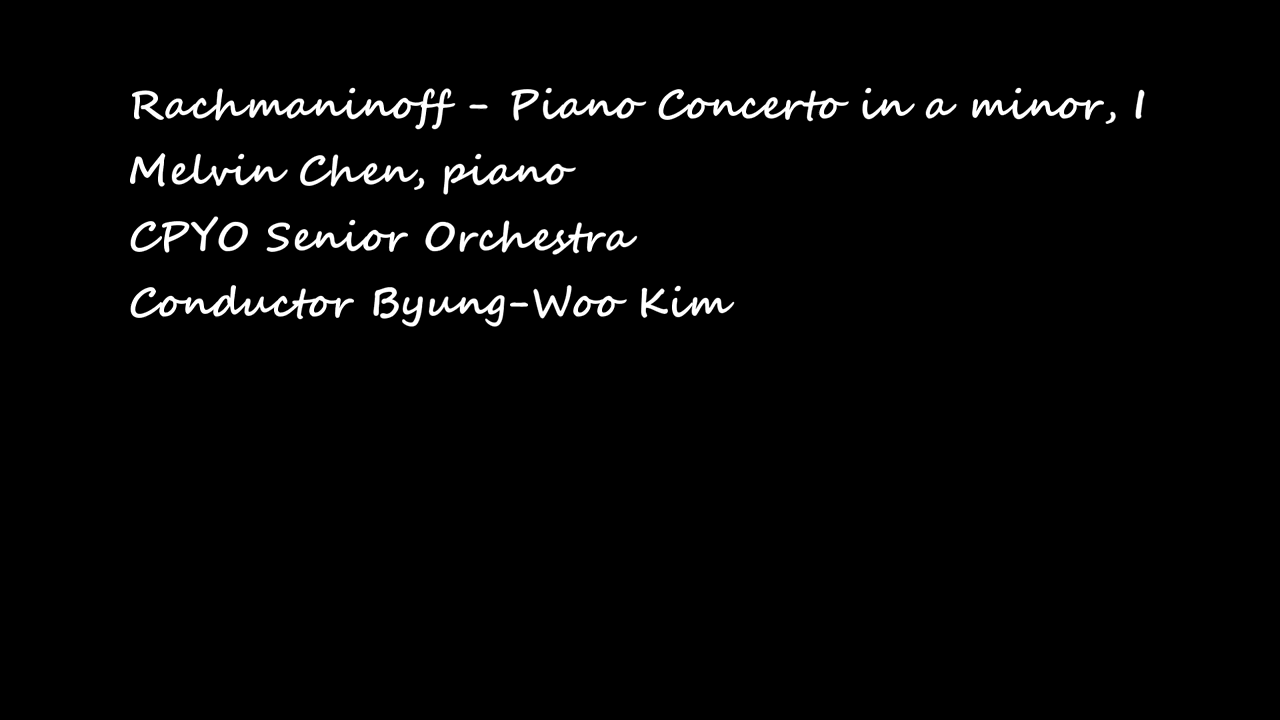 Rachmaninoff - Piano Concerto in a minor, I
Melvin Chen, piano
CPYO Senior Orchestra
Conductor Byung-Woo Kim